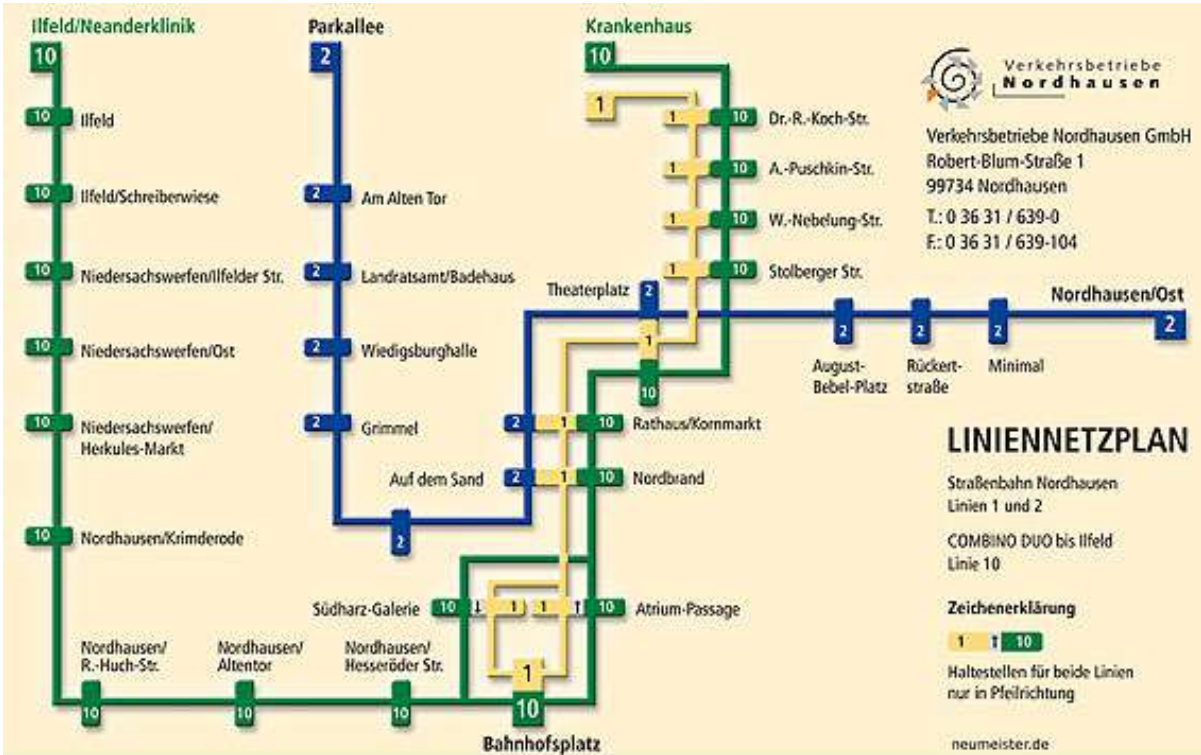 Ilfeld/Neanderklinik
10
10 Ilfeld
10 Ilfeld/Schreiberwiese
10 Niedersachswerfen/Ilfelder Str.
10 Niedersachswerfen/Ost
10 Niedersachswerfen/
Herkules-Markt
10 Nordhausen/Krimderode
Nordhausen/
R.-Huch-Str.
10
Nordhausen/
Altentor
10
Nordhausen/
Hesseröder Str.
10
Parkallee
2
2 Am Alten Tor
2 Landratsamt/Badehaus
2 Wiedigsburghalle
2 Grimmel
Auf dem Sand
2
Krankenhaus
10
1
1 10 Dr.-R.-Koch-Str.
1 10 A.-Puschkin-Str.
1 10 W.-Nebelung-Str.
1 10 Stolberger Str.
Theaterplatz
2
1
10
2 1 10 Rathaus/Kornmarkt
2 1 10 Nordbrand
Südharz-Galerie 10 ↓ 1
1 ↑ 10 Atrium-Passage
1
10
Bahnhofsplatz
2
August-
Bebel-Platz
2
Rückert-
straße
2
Minimal
Nordhausen/Ost
2
Verkehrsbetriebe
Nordhausen
Verkehrsbetriebe Nordhausen GmbH
Robert-Blum-Straße 1
99734 Nordhausen
T.: 0 36 31 / 639-0
F.: 0 36 31 / 639-104
LINIENNETZPLAN
Straßenbahn Nordhausen
Linien 1 und 2
COMBINO DUO bis Ilfeld
Linie 10
Zeichenerklärung
1 ↑ 10
Haltestellen für beide Linien
nur in Pfeilrichtung
neumeister.de